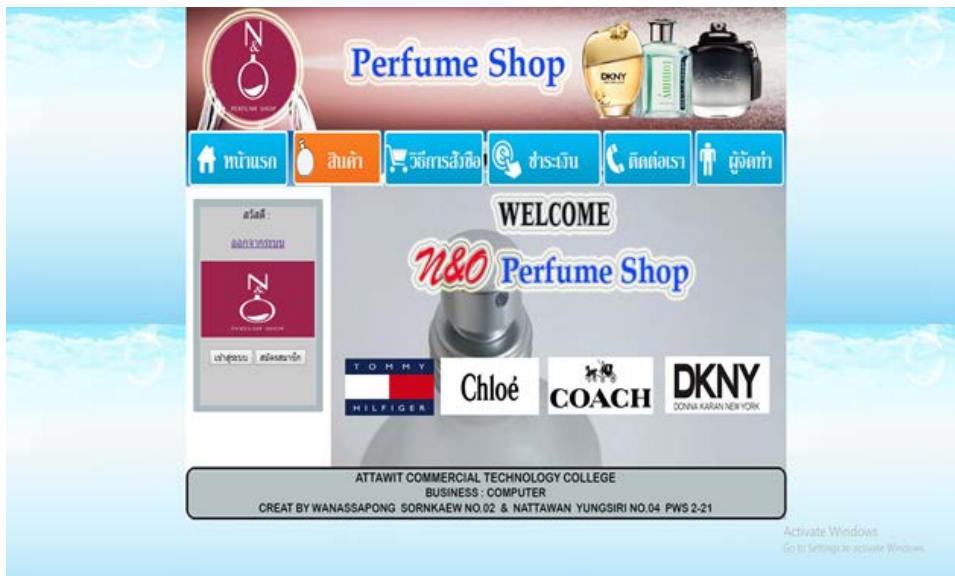 N&
PERFUME SHOP
Perfume Shop
DKNY
หน้าแรก
สินค้า
วิธีการสั่งซื้อ
ชำระเงิน
ติดต่อเรา
ผู้จัดทำ
สวัสดี :
ออกจากระบบ
N&
PERFUME SHOP
เข้าสู่ระบบ
สมัครสมาชิก
WELCOME
N&O Perfume Shop
TOMMY
HILFIGER
Chloé
COACH
DKNY
DONNA KARAN NEW YORK
ATTAWIT COMMERCIAL TECHNOLOGY COLLEGE
BUSINESS : COMPUTER
CREAT BY WANASSAPONG SORNKAEW NO.02 & NATTAWAN YUNGSIRI NO.04 PWS 2-21
Activate Windows
Go to Settings to activate Windows.